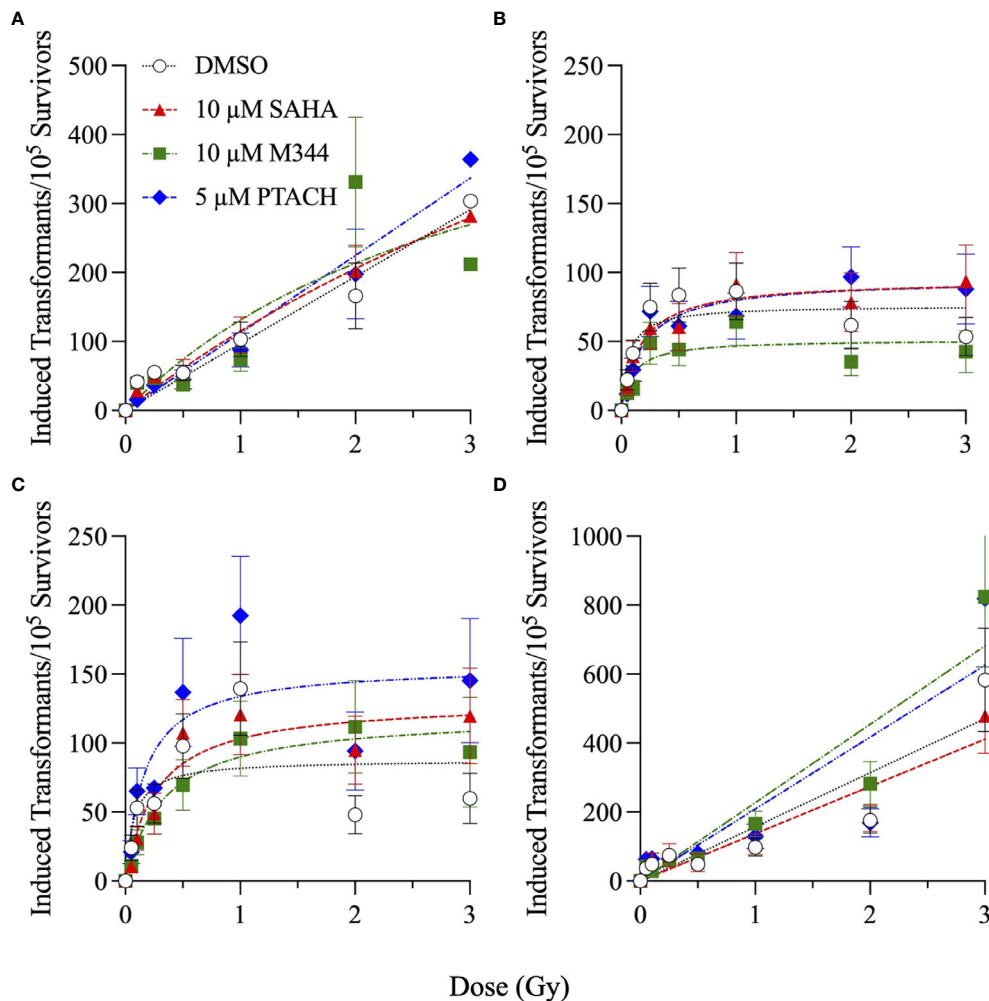 A
Induced Transformants/10⁵ Survivors
500
400
300
200
100
0
0 1 2 3
DMSO
10 µM SAHA
10 µM M344
5 µM PTACH
B
Induced Transformants/10⁵ Survivors
250
200
150
100
50
0
0 1 2 3
C
Induced Transformants/10⁵ Survivors
250
200
150
100
50
0
0 1 2 3
D
Induced Transformants/10⁵ Survivors
1000
800
600
400
200
0
0 1 2 3
Dose (Gy)